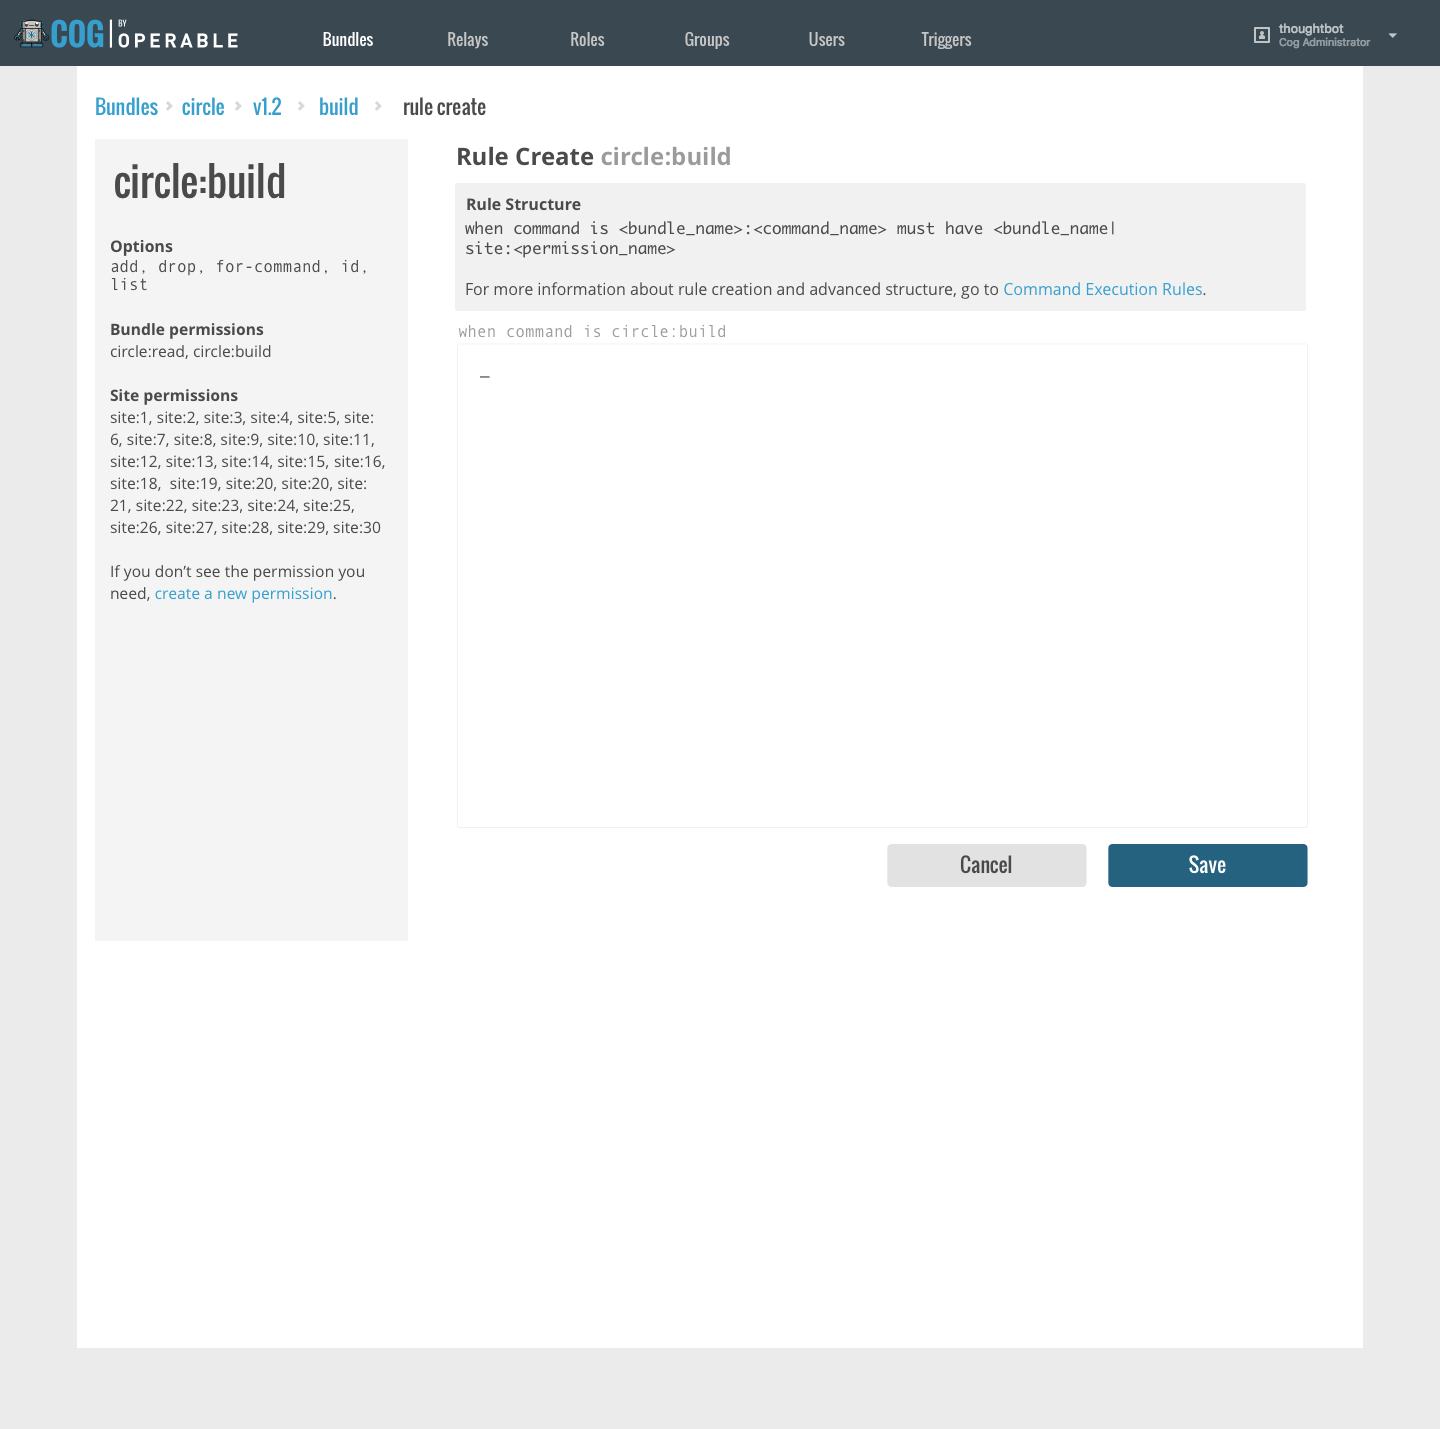 COG BY OPERABLE
Bundles Relays Roles Groups Users Triggers
thoughtbot
Cog Administrator
Bundles circle v1.2 build rule create
circle:build
Options
add, drop, for-command, id,
list
Bundle permissions
circle:read, circle:build
Site permissions
site:1, site:2, site:3, site:4, site:5, site:
6, site:7, site:8, site:9, site:10, site:11,
site:12, site:13, site:14, site:15, site:16,
site:18,  site:19, site:20, site:20, site:
21, site:22, site:23, site:24, site:25,
site:26, site:27, site:28, site:29, site:30
If you don’t see the permission you
need, create a new permission.
Rule Create circle:build
Rule Structure
when command is <bundle_name>:<command_name> must have <bundle_name|
site:<permission_name>
For more information about rule creation and advanced structure, go to Command Execution Rules.
when command is circle:build
_
Cancel Save